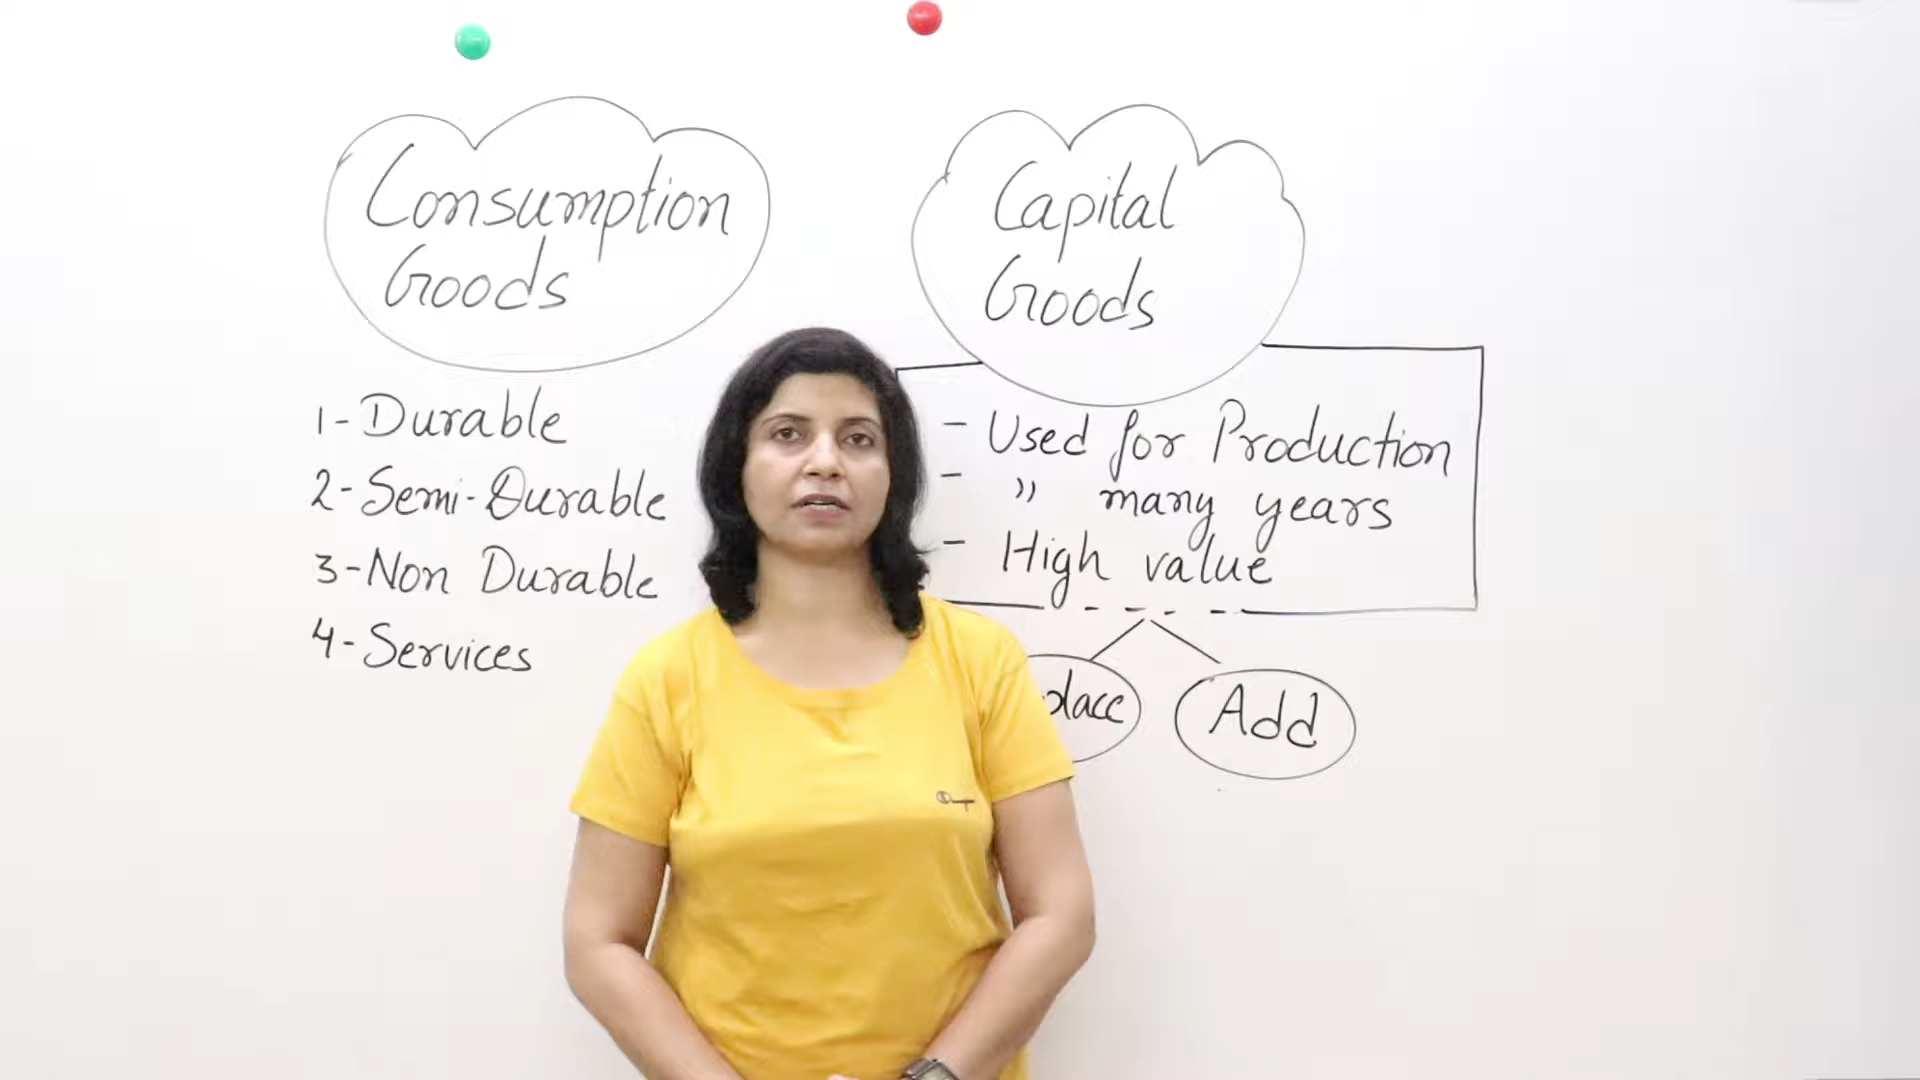 Consumption
Goods
1-Durable
2-Semi-Durable
3-Non Durable
4-Services
Capital
Goods
- Used for Production
- " many years
- High value
Add